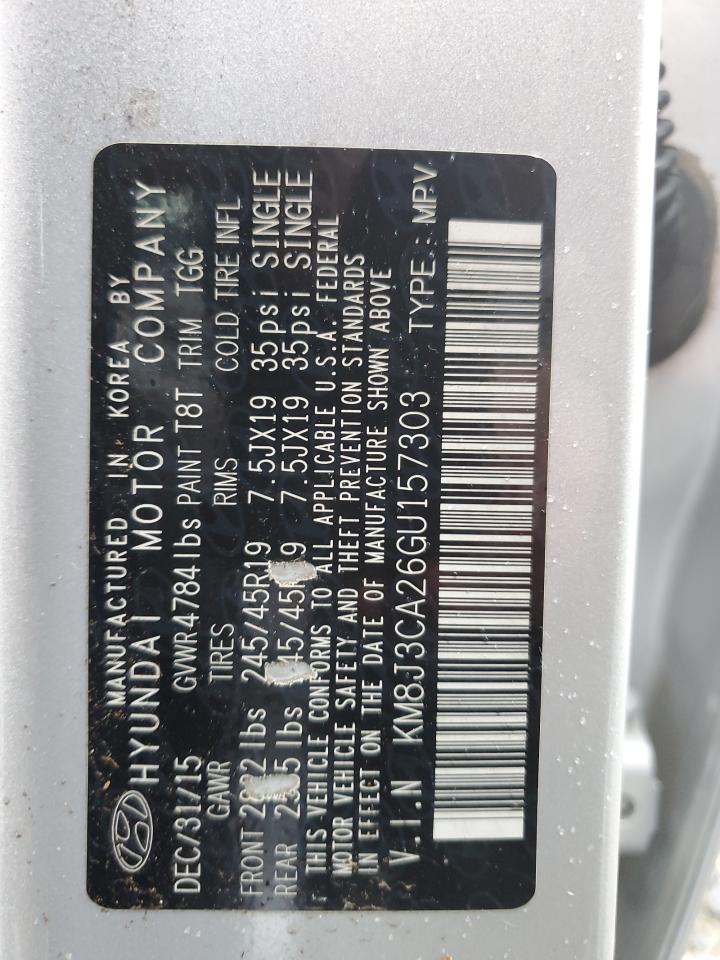 MANUFACTURED IN KOREA BY
HYUNDAI MOTOR COMPANY
DEC/31/15 GVWR4784lbs PAINT T8T TRIM TGG
GAWR TIRES RIMS COLD TIRE INFL
FRONT lbs 245/45R19 7.5JX19 35psi SINGLE
REAR lbs 7.5JX19 35psi SINGLE
THIS VEHICLE CONFORMS TO ALL APPLICABLE U.S.A. FEDERAL
MOTOR VEHICLE SAFETY AND THEFT PREVENTION STANDARDS
IN EFFECT ON THE DATE OF MANUFACTURE SHOWN ABOVE
V.I.N KM8J3CA26GU157303 TYPE: MPV